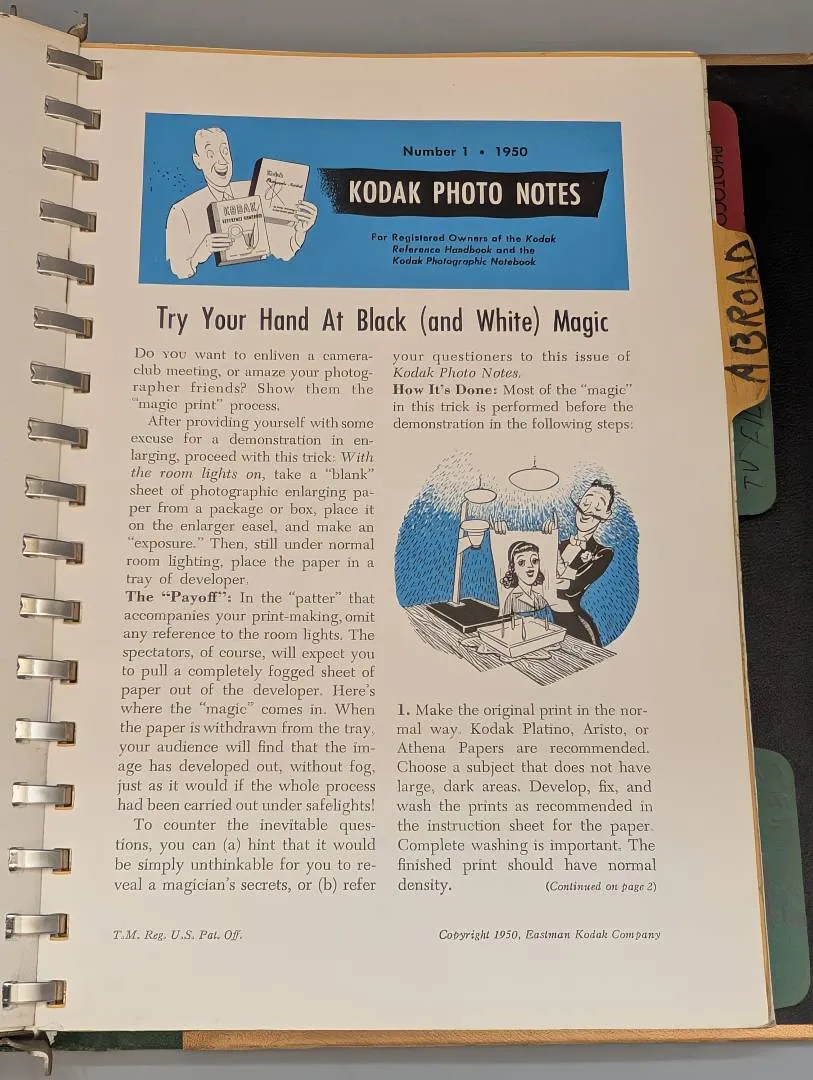 Number 1 • 1950
KODAK PHOTO NOTES
For Registered Owners of the Kodak
Reference Handbook and the
Kodak Photographic Notebook
KODAK
REFERENCE HANDBOOK
Try Your Hand At Black (and White) Magic
Do you want to enliven a camera-
club meeting, or amaze your photog-
rapher friends? Show them the
"magic print" process.
After providing yourself with some
excuse for a demonstration in en-
larging, proceed with this trick: With
the room lights on, take a "blank"
sheet of photographic enlarging pa-
per from a package or box, place it
on the enlarger easel, and make an
"exposure." Then, still under normal
room lighting, place the paper in a
tray of developer.
The "Payoff": In the "patter" that
accompanies your print-making, omit
any reference to the room lights. The
spectators, of course, will expect you
to pull a completely fogged sheet of
paper out of the developer. Here's
where the "magic" comes in. When
the paper is withdrawn from the tray,
your audience will find that the im-
age has developed out, without fog,
just as it would if the whole process
had been carried out under safelights!
To counter the inevitable ques-
tions, you can (a) hint that it would
be simply unthinkable for you to re-
veal a magician's secrets, or (b) refer
your questioners to this issue of
Kodak Photo Notes.
How It's Done: Most of the "magic"
in this trick is performed before the
demonstration in the following steps:
1. Make the original print in the nor-
mal way. Kodak Platino, Aristo, or
Athena Papers are recommended.
Choose a subject that does not have
large, dark areas. Develop, fix, and
wash the prints as recommended in
the instruction sheet for the paper.
Complete washing is important. The
finished print should have normal
density.
(Continued on page 2)
T.M. Reg. U.S. Pat. Off.
Copyright 1950, Eastman Kodak Company
ABROAD
TV